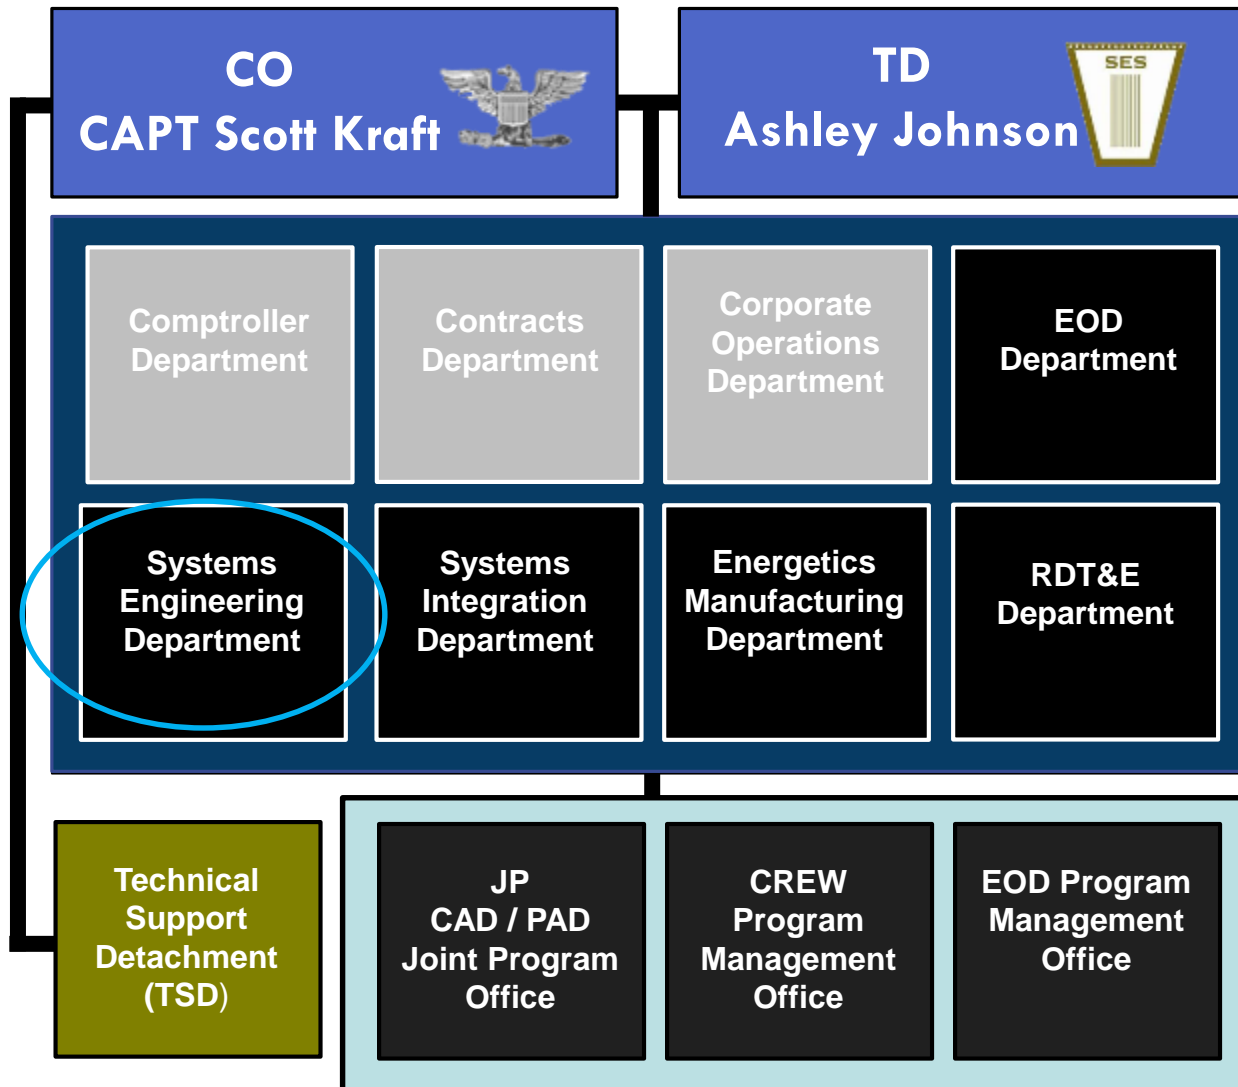 CO
CAPT Scott Kraft
TD
Ashley Johnson
SES
Comptroller
Department
Contracts
Department
Corporate
Operations
Department
EOD
Department
Systems
Engineering
Department
Systems
Integration
Department
Energetics
Manufacturing
Department
RDT&E
Department
Technical
Support
Detachment
(TSD)
JP
CAD / PAD
Joint Program
Office
CREW
Program
Management
Office
EOD Program
Management
Office